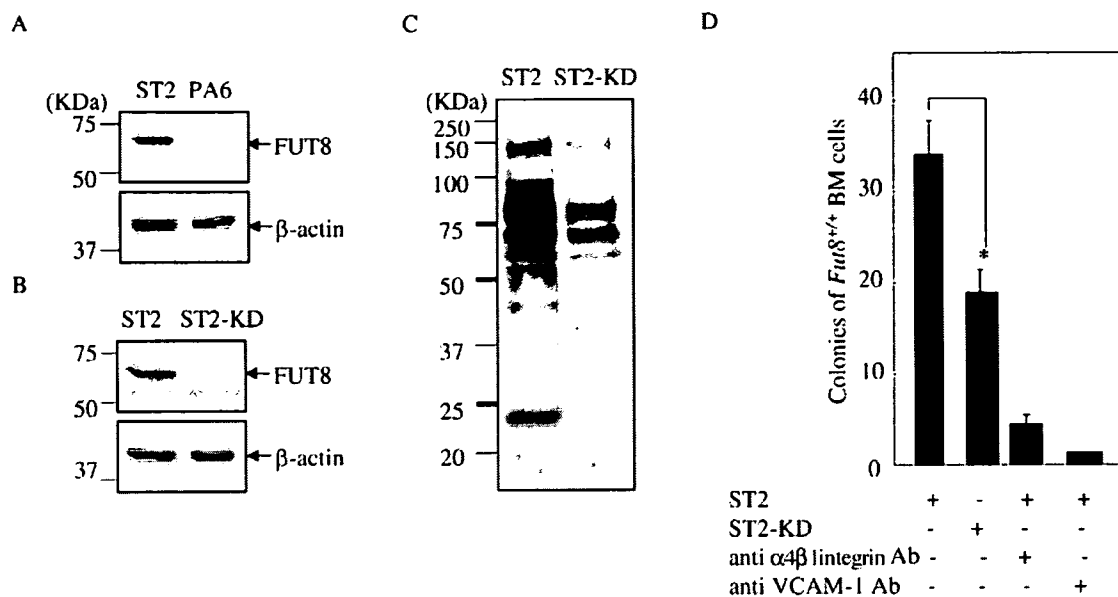 A
ST2 PA6
(KDa)
75
FUT8
50
β-actin
37
B
ST2 ST2-KD
75
FUT8
50
β-actin
37
C
ST2 ST2-KD
(KDa)
250
150
100
75
50
37
25
20
D
40
30
20
10
0
*
Colonies of Fut8+/+ BM cells
ST2 + - + +
ST2-KD - + - -
anti α4β1integrin Ab - - + -
anti VCAM-1 Ab - - - +